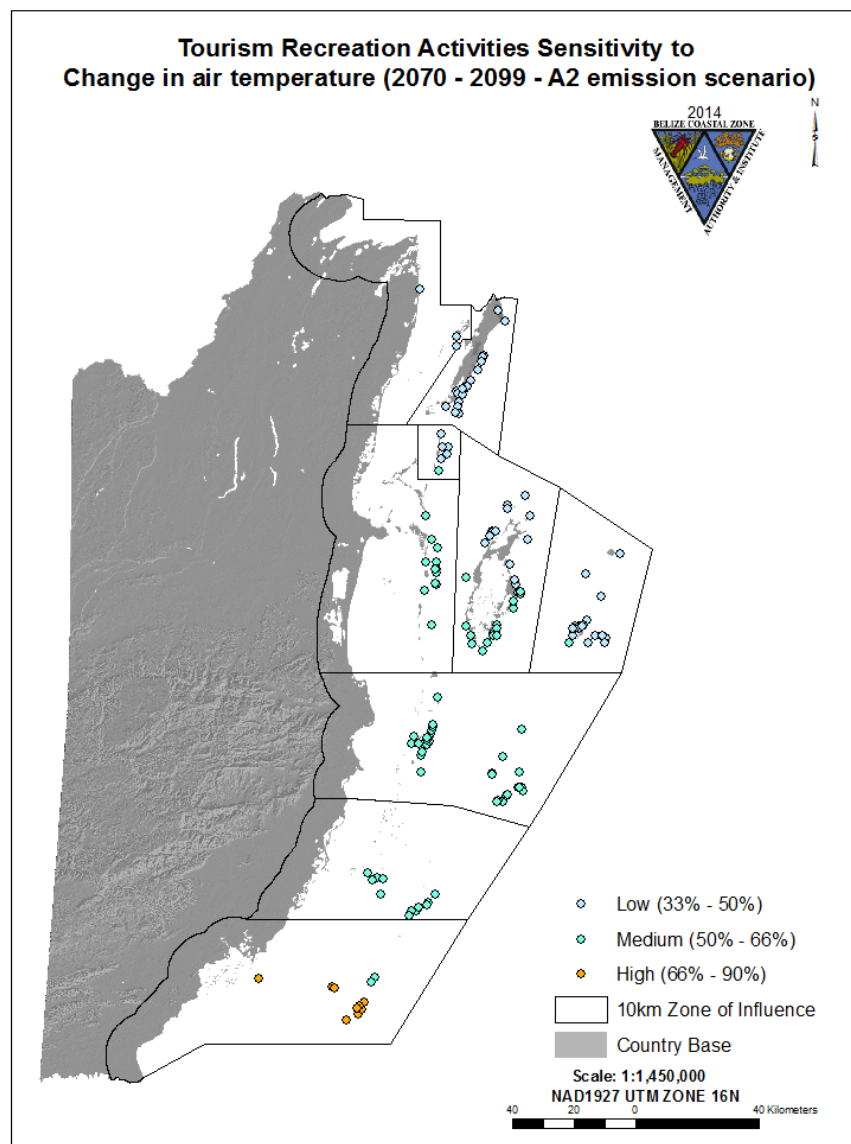 Tourism Recreation Activities Sensitivity to
Change in air temperature (2070 - 2099 - A2 emission scenario)
2014
N
S
BELIZE COASTAL ZONE
MANAGEMENT
AUTHORITY & INSTITUTE
Low (33% - 50%)
Medium (50% - 66%)
High (66% - 90%)
10km Zone of Influence
Country Base
Scale: 1:1,450,000
NAD1927 UTM ZONE 16N
40 20 0 40 Kilometers